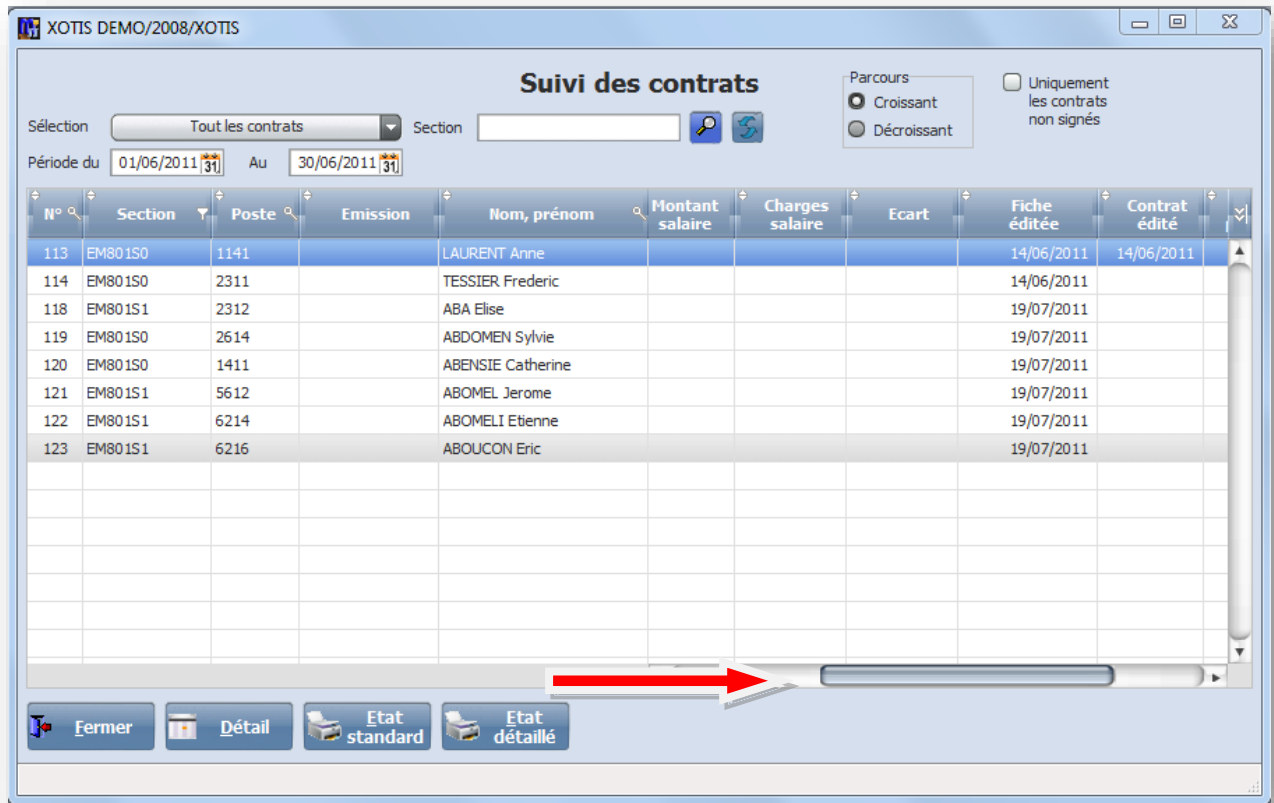 XOTIS DEMO/2008/XOTIS
Suivi des contrats
Parcours
Croissant
Décroissant
Uniquement
les contrats
non signés
Sélection
Tout les contrats
Section
Période du
01/06/2011
31
Au
30/06/2011
31
N° Section Poste Emission Nom, prénom Montant salaire Charges salaire Ecart Fiche éditée Contrat édité
113 EM801S0 1141 LAURENT Anne 14/06/2011 14/06/2011
114 EM801S0 2311 TESSIER Frederic 14/06/2011
118 EM801S1 2312 ABA Elise 19/07/2011
119 EM801S0 2614 ABDOMEN Sylvie 19/07/2011
120 EM801S0 1411 ABENSIE Catherine 19/07/2011
121 EM801S1 5612 ABOMEL Jerome 19/07/2011
122 EM801S1 6214 ABOMELI Etienne 19/07/2011
123 EM801S1 6216 ABOUCON Eric 19/07/2011
Fermer
Détail
Etat
standard
Etat
détaillé